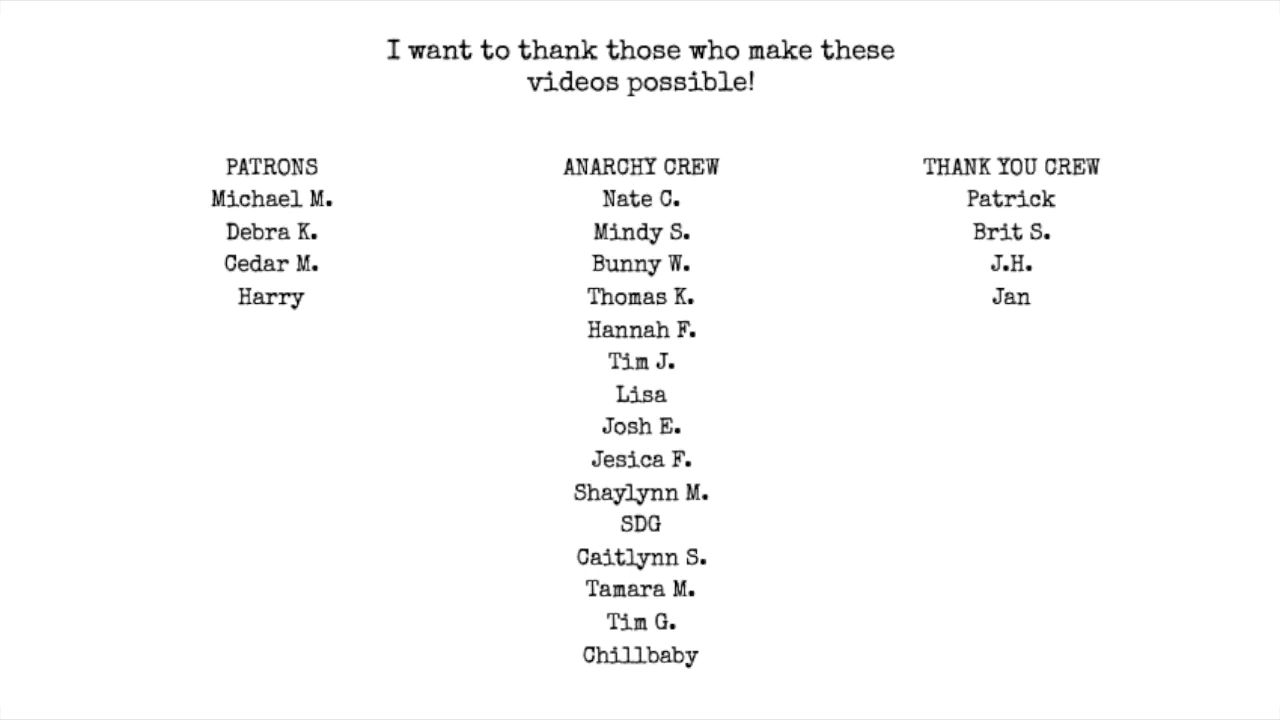 I want to thank those who make these
videos possible!
PATRONS
Michael M.
Debra K.
Cedar M.
Harry
ANARCHY CREW
Nate C.
Mindy S.
Bunny W.
Thomas K.
Hannah F.
Tim J.
Lisa
Josh E.
Jesica F.
Shaylynn M.
SDG
Caitlynn S.
Tamara M.
Tim G.
Chillbaby
THANK YOU CREW
Patrick
Brit S.
J.H.
Jan